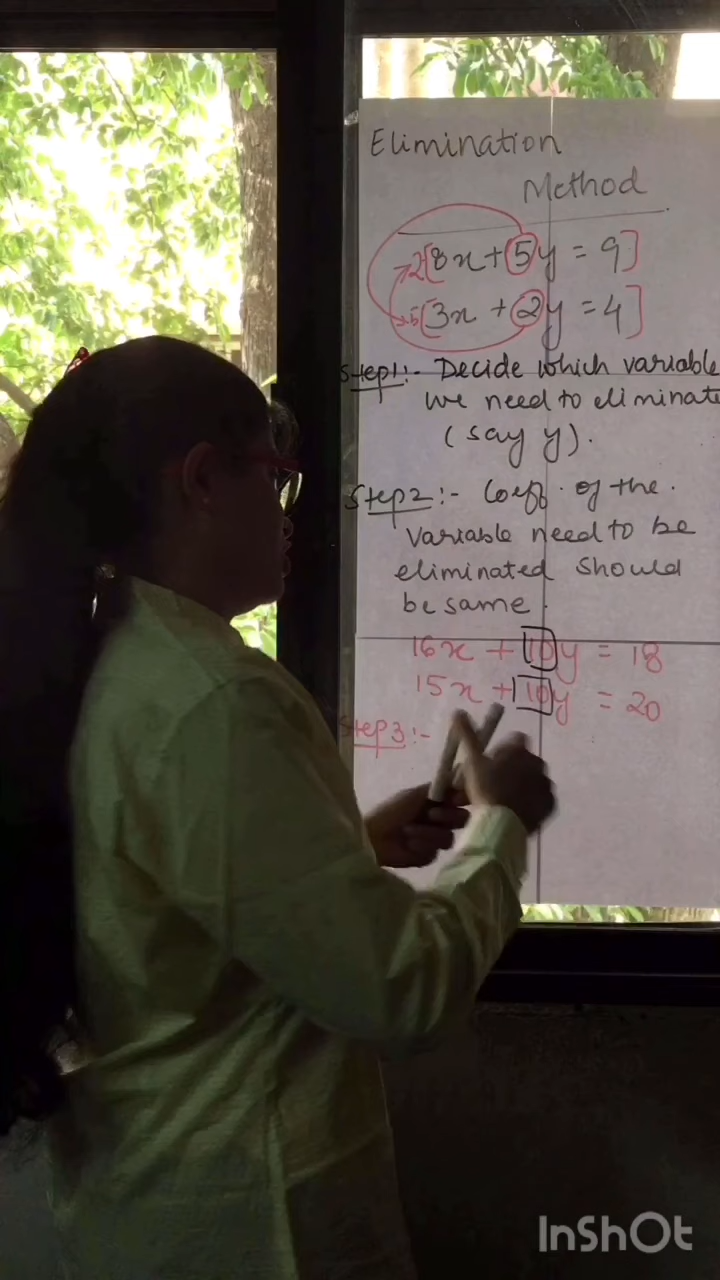 Elimination
Method
2[8x+5y = 9]
5[3x + 2y = 4]
Step1:- Decide which variable
we need to eliminate
(say y).
Step2:- Coeff. of the.
variable need to be
eliminated should
be same.
16x + 10y = 18
15x + 10y = 20
Step3:-
InShOt